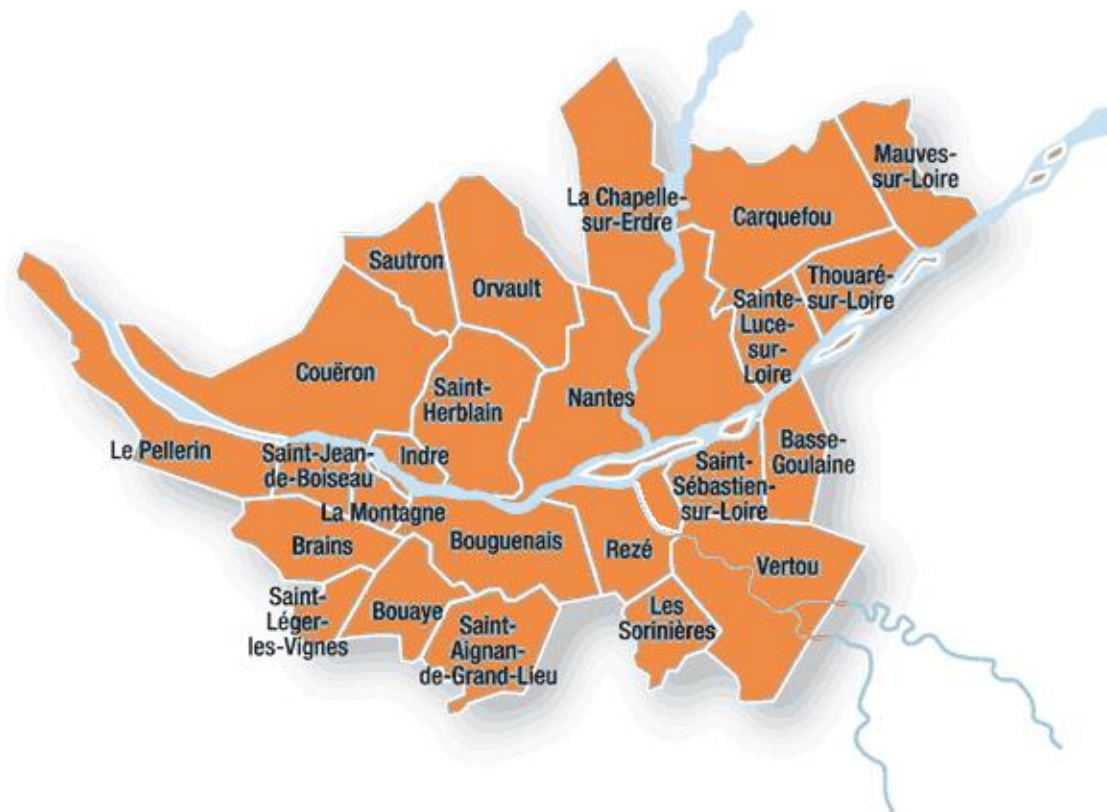 Mauves-
sur-Loire
La Chapelle-
sur-Erdre
Carquefou
Sautron
Orvault
Thouaré-
sur-Loire
Sainte-
Luce-
sur-
Loire
Couëron
Saint-
Herblain
Nantes
Le Pellerin
Saint-Jean-
de-Boiseau
Indre
Basse-
Goulaine
Saint-
Sébastien-
sur-Loire
La Montagne
Brains
Bouguenais
Rezé
Vertou
Saint-
Léger-
les-Vignes
Bouaye
Saint-
Aignan-
de-Grand-Lieu
Les
Sorinières